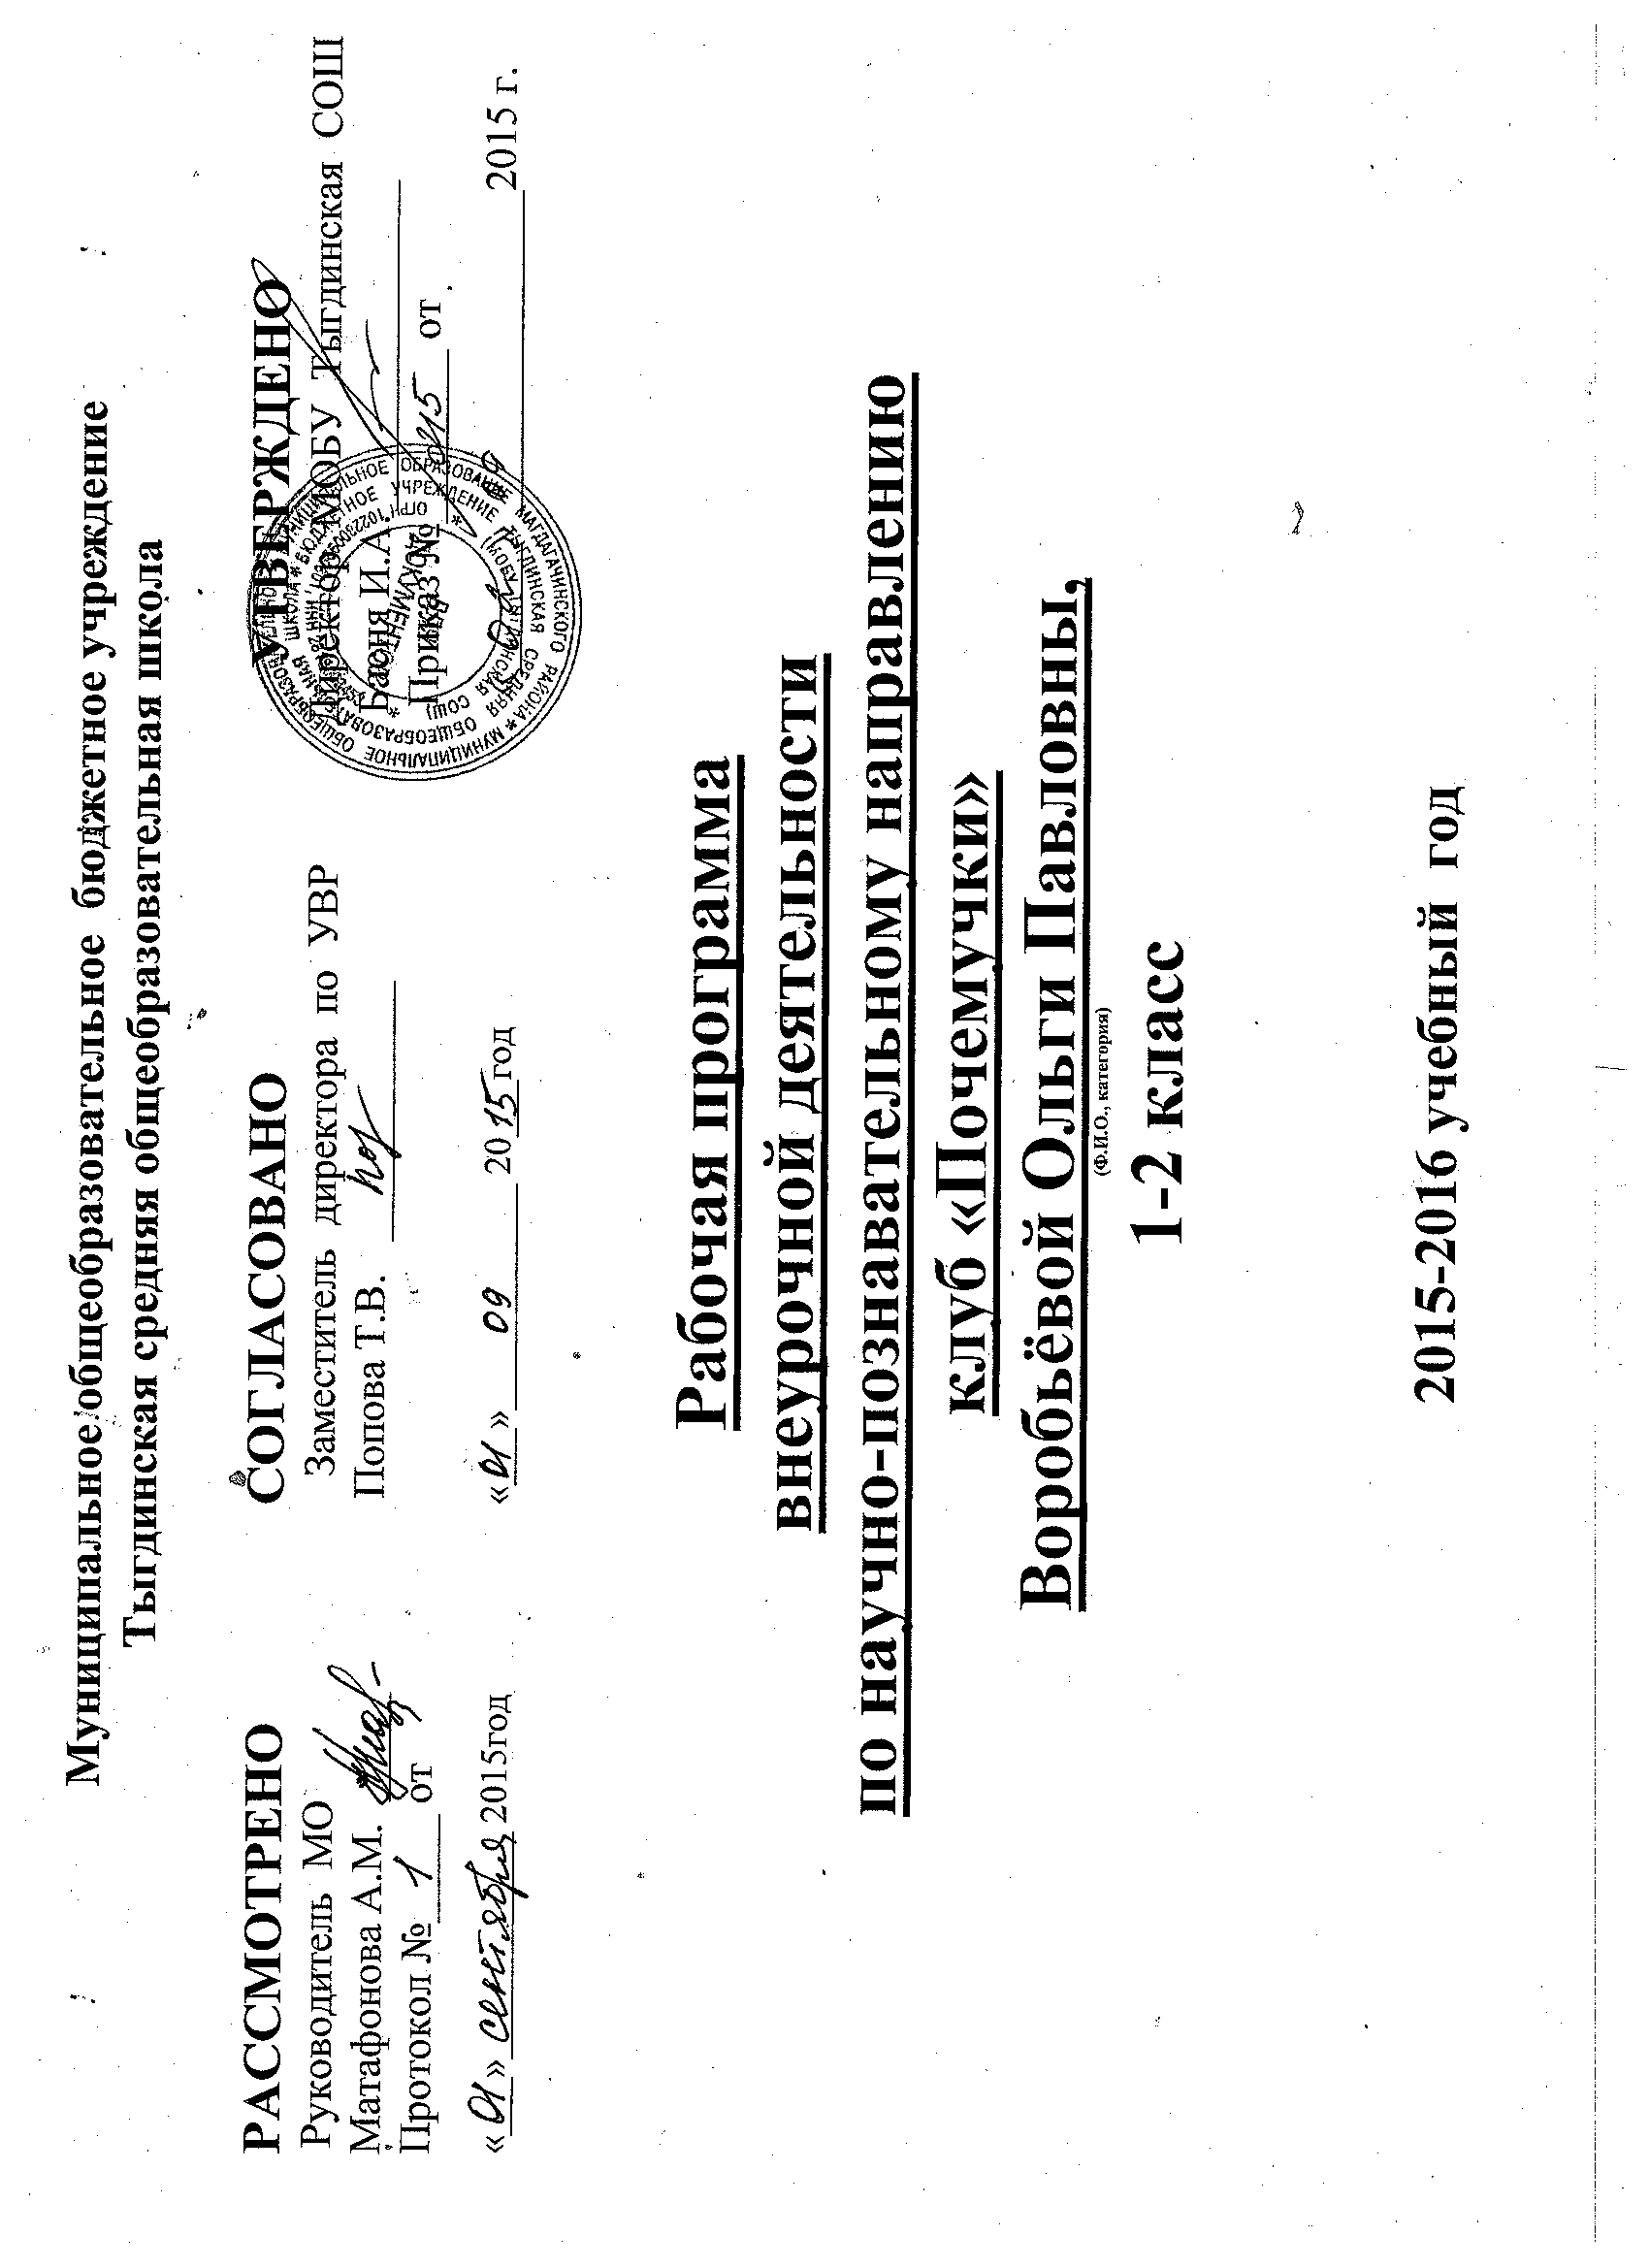 Муниципальное общеобразовательное бюджетное учреждение
Тыгдинская средняя общеобразовательная школа
РАССМОТРЕНО
Руководитель МО
Матафонова А.М.
Протокол № 1 от
«01» сентября 2015год
СОГЛАСОВАНО
Заместитель директора по УВР
Попова Т.В.
«01» 09 2015 год
УТВЕРЖДЕНО
Директор МОБУ Тыгдинская СОШ
Басня И.А.
Приказ № от
2015 г.
Рабочая программа
внеурочной деятельности
по научно-познавательному направлению
клуб «Почемучки»
Воробьёвой Ольги Павловны,
(Ф.И.О., категория)
1-2 класс
2015-2016 учебный год